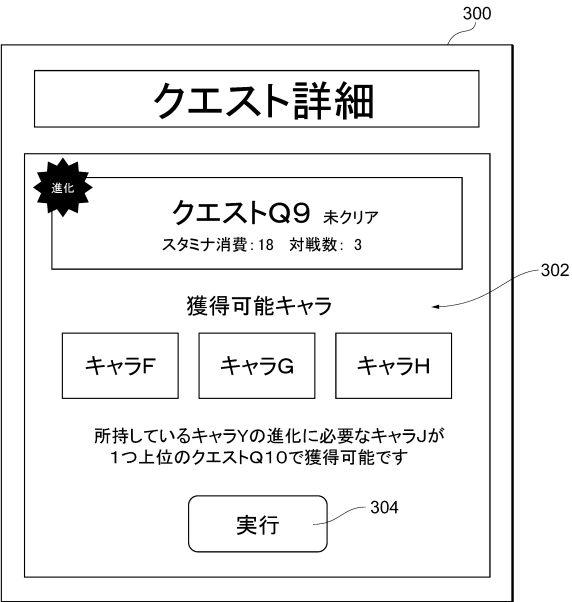 300
クエスト詳細
進化
クエストQ9 未クリア
スタミナ消費:18 対戦数: 3
302
獲得可能キャラ
キャラF キャラG キャラH
所持しているキャラYの進化に必要なキャラJが
1つ上位のクエストQ10で獲得可能です
304
実行